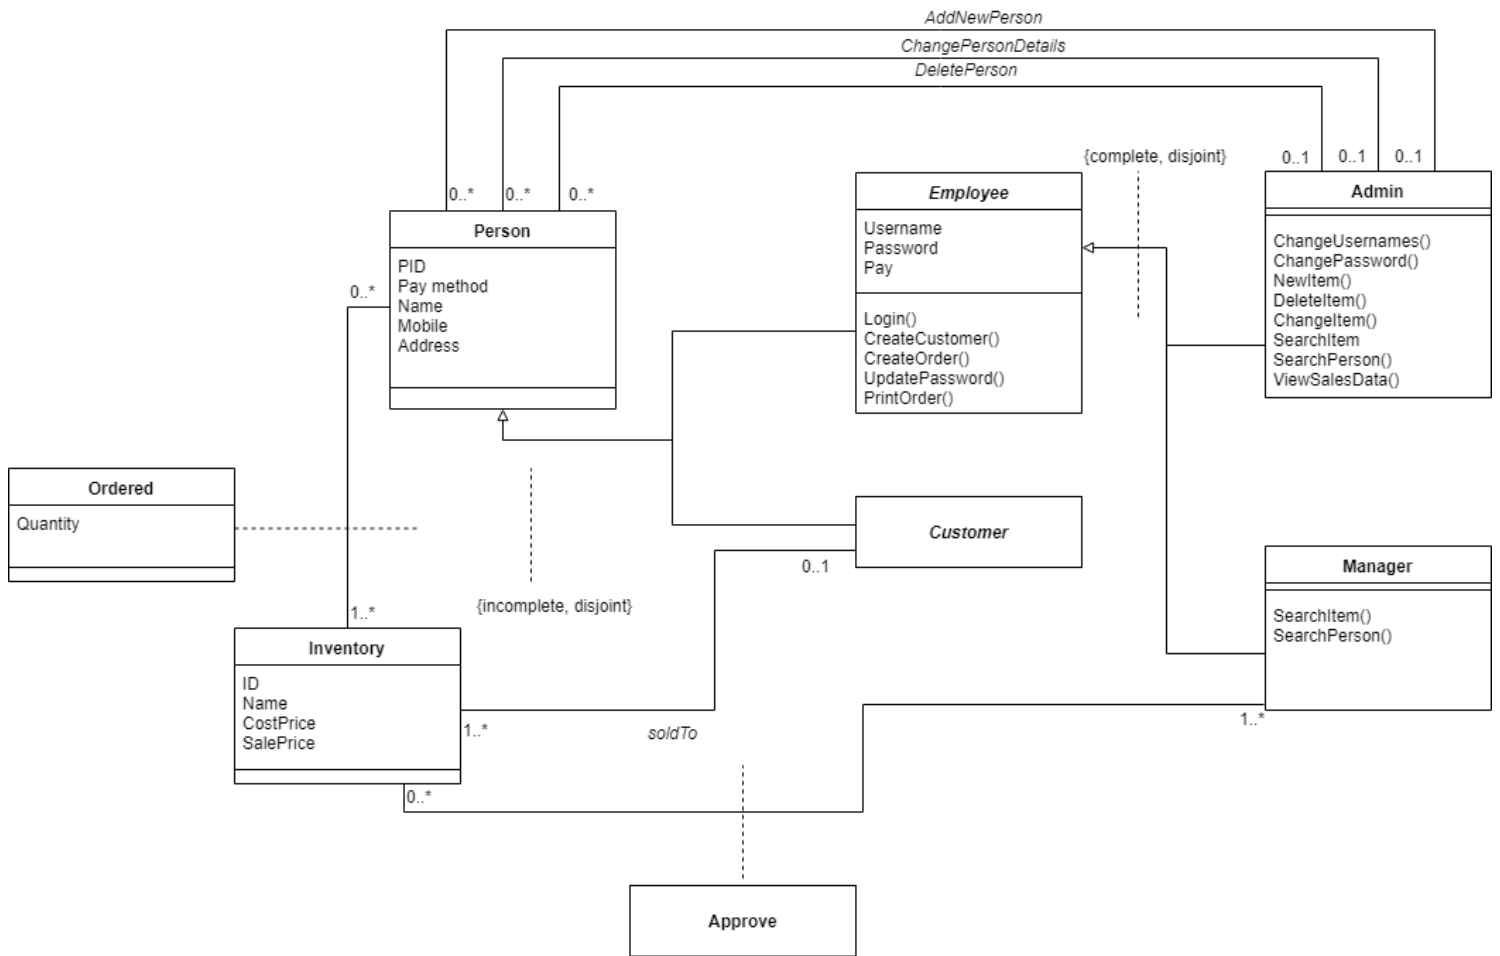 AddNewPerson
ChangePersonDetails
DeletePerson
{complete, disjoint}
0..1
0..1
0..1
0..*
0..*
0..*
Person
PID
Pay method
Name
Mobile
Address
0..*
Employee
Username
Password
Pay
Login()
CreateCustomer()
CreateOrder()
UpdatePassword()
PrintOrder()
Admin
ChangeUsernames()
ChangePassword()
NewItem()
DeleteItem()
ChangeItem()
SearchItem
SearchPerson()
ViewSalesData()
Ordered
Quantity
{incomplete, disjoint}
Customer
0..1
Manager
SearchItem()
SearchPerson()
1..*
1..*
Inventory
ID
Name
CostPrice
SalePrice
1..*
soldTo
0..*
Approve